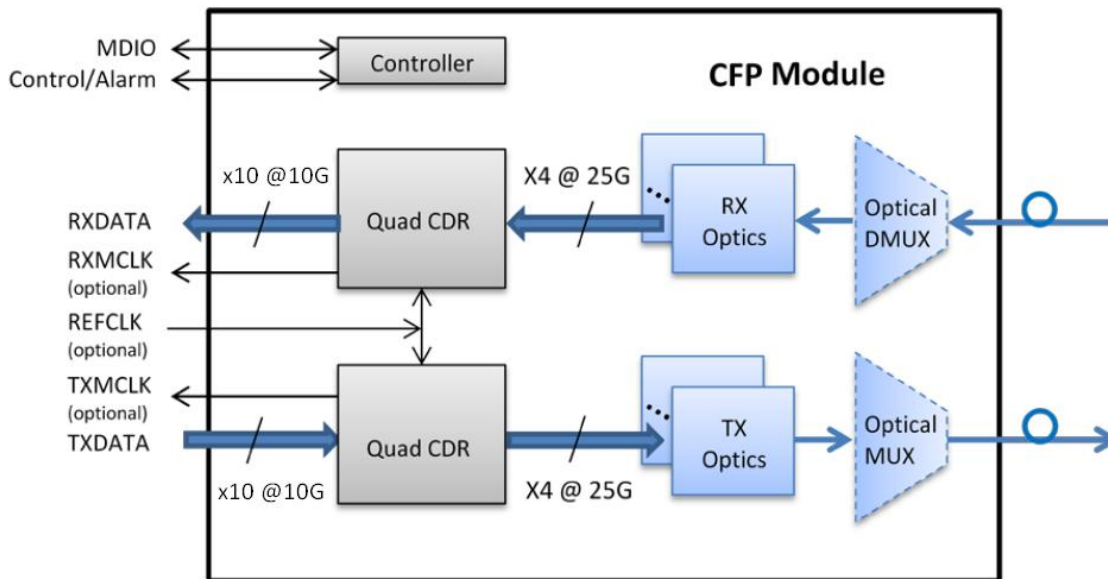 MDIO
Control/Alarm
Controller
CFP Module
x10 @10G
X4 @ 25G
RXDATA
Quad CDR
RX
Optics
Optical
DMUX
RXMCLK
(optional)
REFCLK
(optional)
TXMCLK
(optional)
TXDATA
Quad CDR
TX
Optics
Optical
MUX
x10 @10G
X4 @ 25G